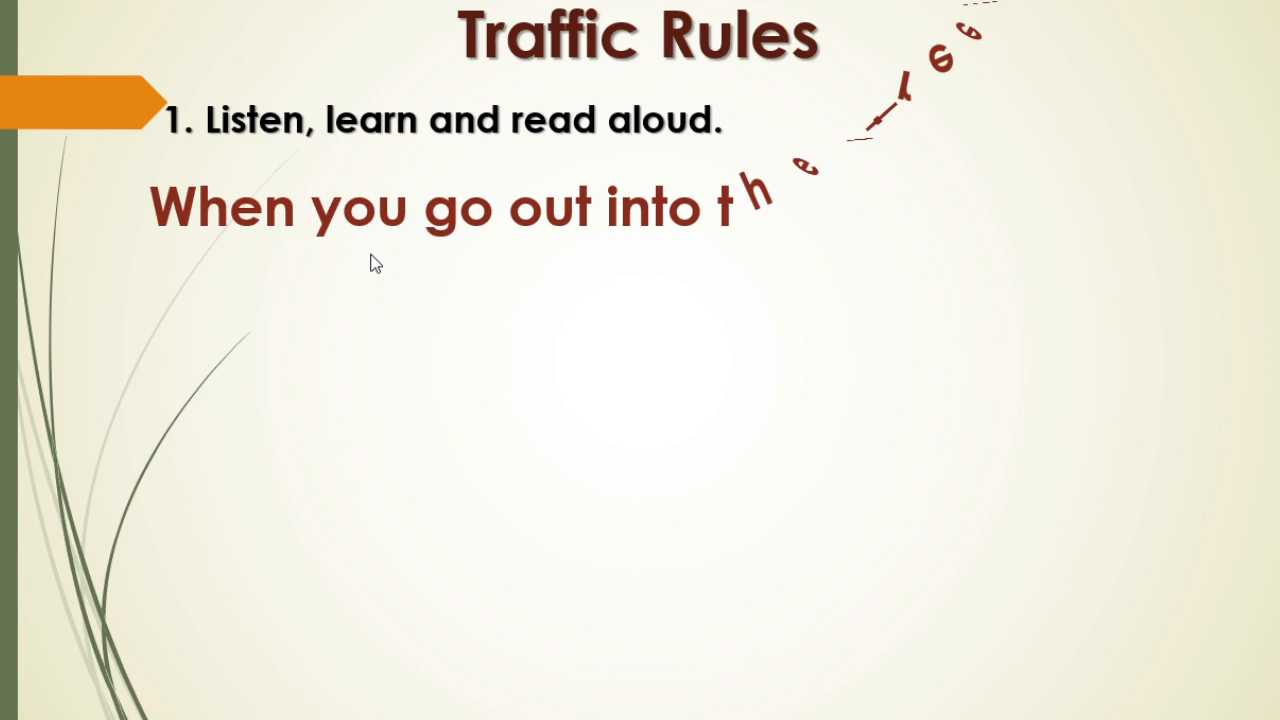 Traffic Rules
1. Listen, learn and read aloud.
When you go out into the